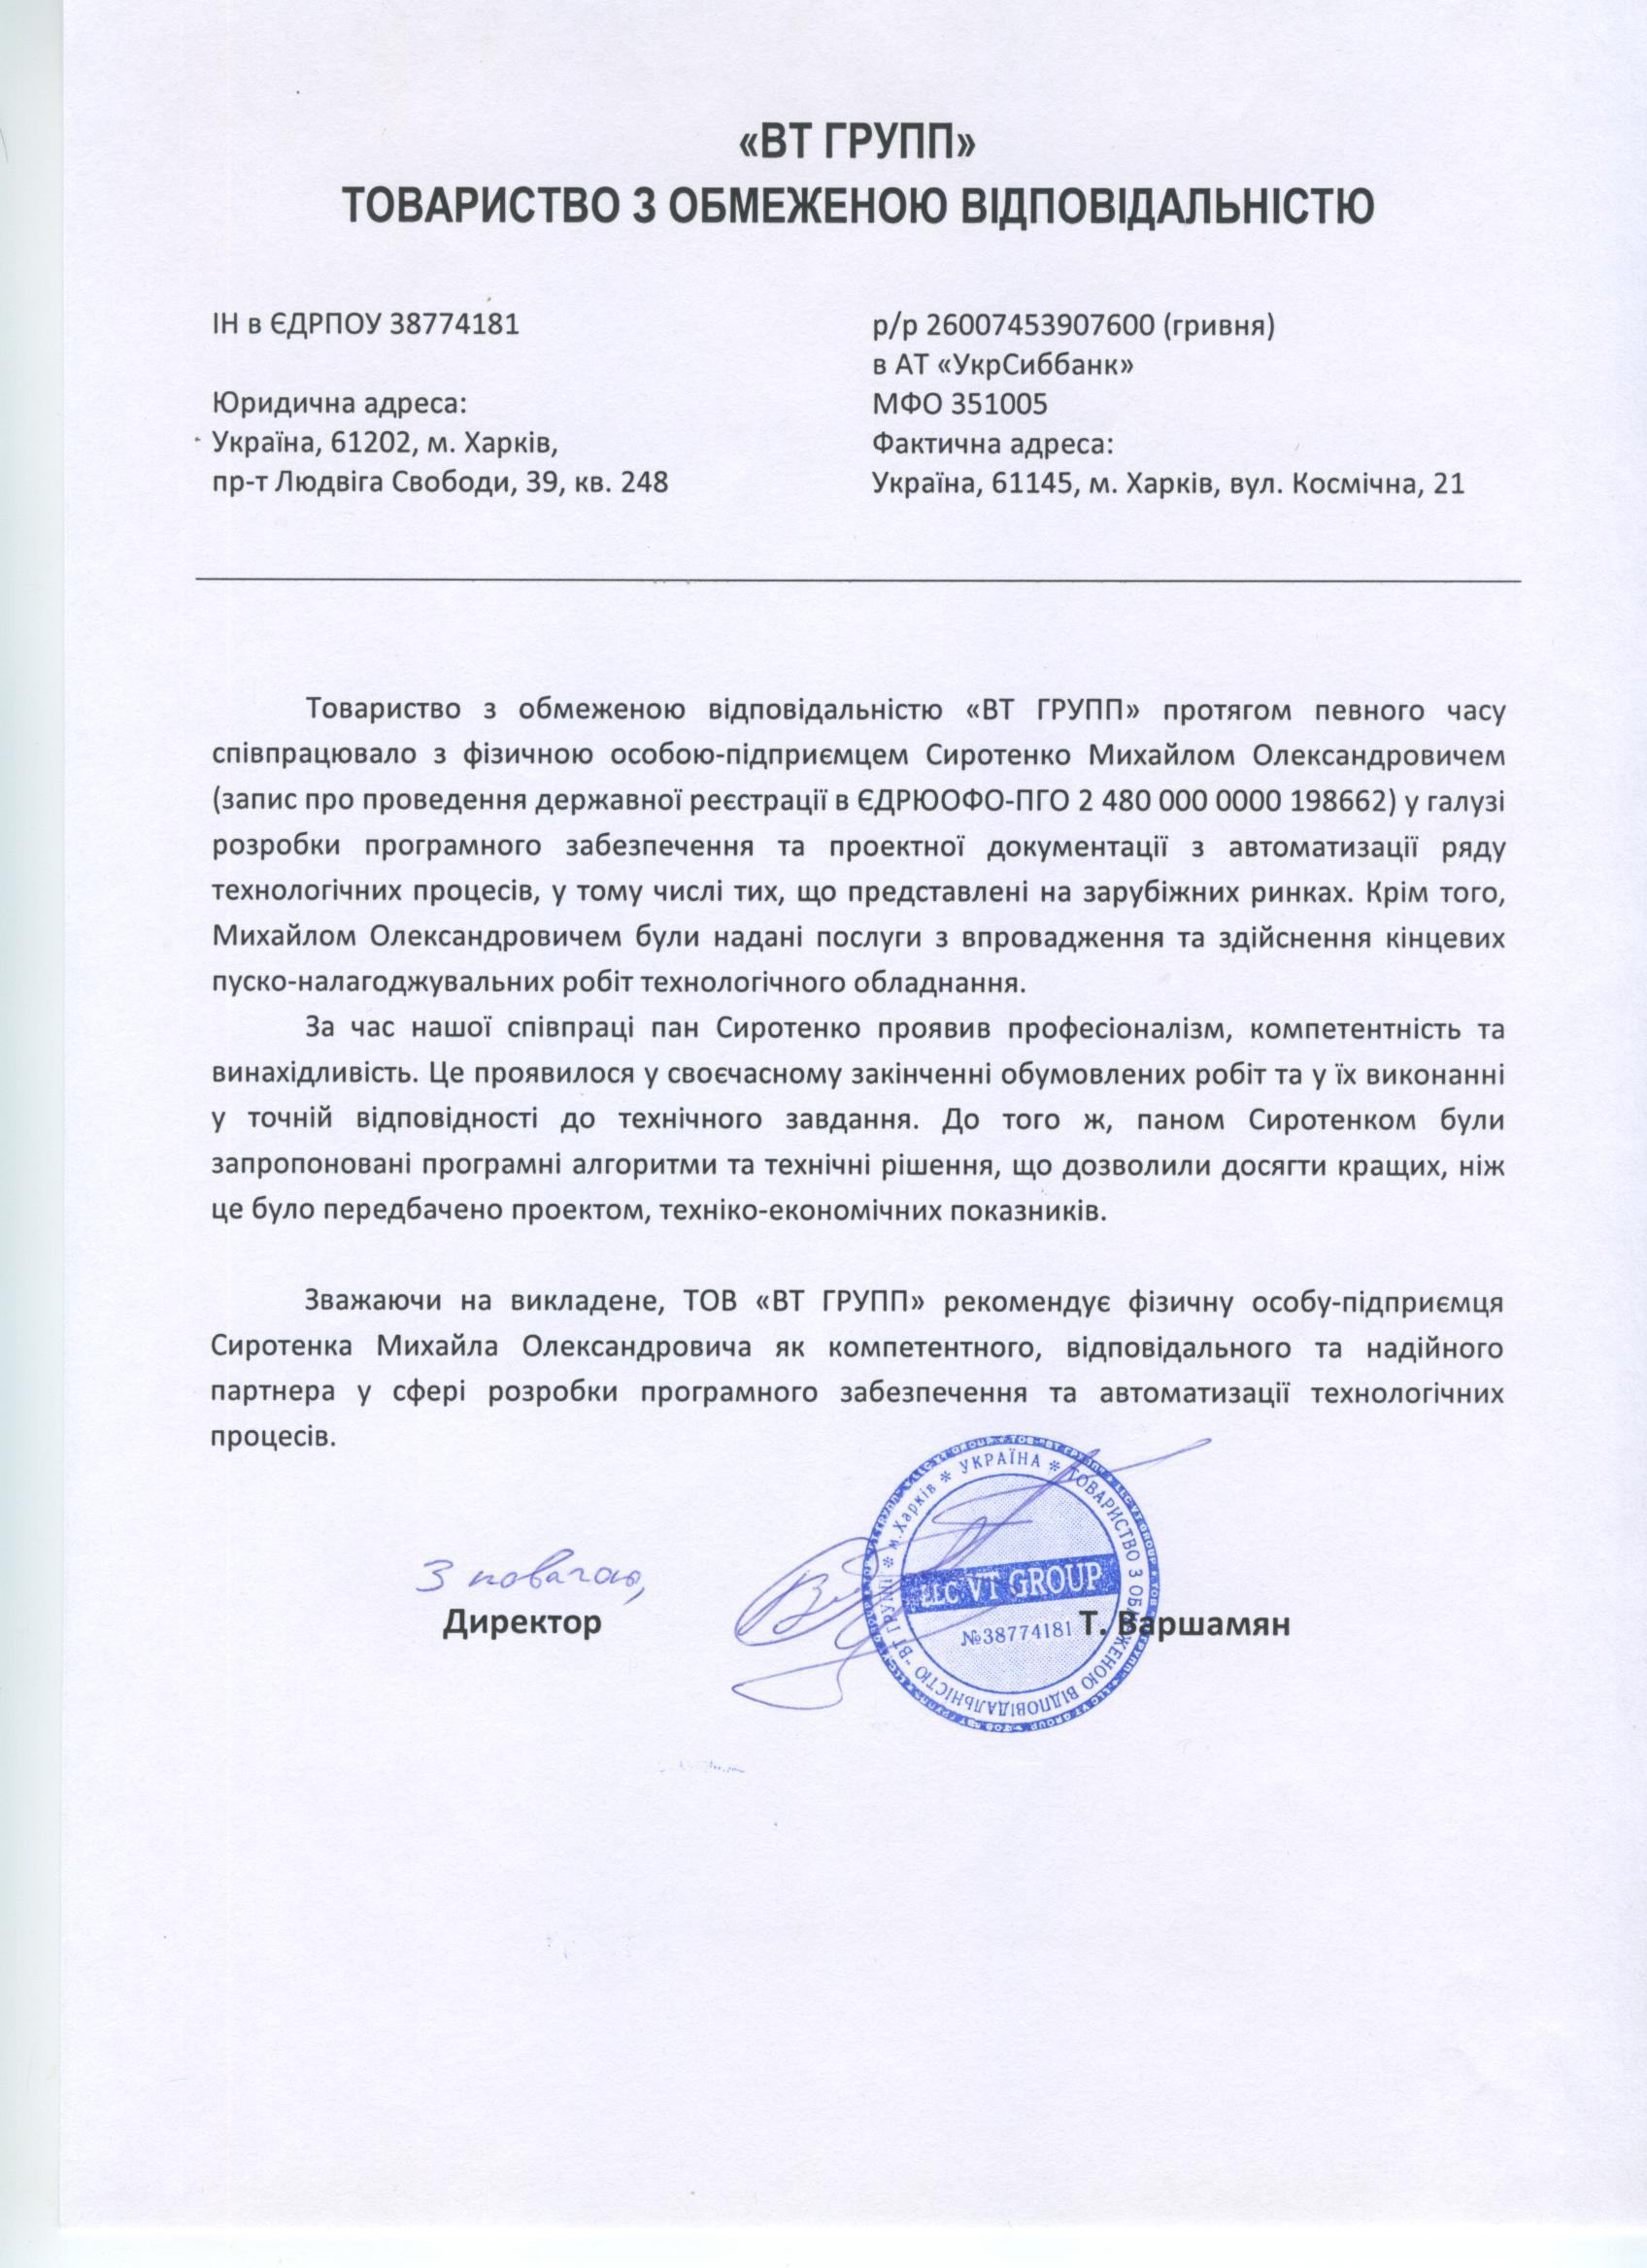 «ВТ ГРУПП»
ТОВАРИСТВО З ОБМЕЖЕНОЮ ВІДПОВІДАЛЬНІСТЮ
ІН в ЄДРПОУ 38774181
Юридична адреса:
Україна, 61202, м. Харків,
пр-т Людвіга Свободи, 39, кв. 248
р/р 26007453907600 (гривня)
в АТ «УкрСиббанк»
МФО 351005
Фактична адреса:
Україна, 61145, м. Харків, вул. Космічна, 21
Товариство з обмеженою відповідальністю «ВТ ГРУПП» протягом певного часу
співпрацювало з фізичною особою-підприємцем Сиротенко Михайлом Олександровичем
(запис про проведення державної реєстрації в ЄДРЮОФО-ПГО 2 480 000 0000 198662) у галузі
розробки програмного забезпечення та проектної документації з автоматизації ряду
технологічних процесів, у тому числі тих, що представлені на зарубіжних ринках. Крім того,
Михайлом Олександровичем були надані послуги з впровадження та здійснення кінцевих
пуско-налагоджувальних робіт технологічного обладнання.
За час нашої співпраці пан Сиротенко проявив професіоналізм, компетентність та
винахідливість. Це проявилося у своєчасному закінченні обумовлених робіт та у їх виконанні
у точній відповідності до технічного завдання. До того ж, паном Сиротенком були
запропоновані програмні алгоритми та технічні рішення, що дозволили досягти кращих, ніж
це було передбачено проектом, техніко-економічних показників.
Зважаючи на викладене, ТОВ «ВТ ГРУПП» рекомендує фізичну особу-підприємця
Сиротенка Михайла Олександровича як компетентного, відповідального та надійного
партнера у сфері розробки програмного забезпечення та автоматизації технологічних
процесів.
З повагою,
Директор
Т. Варшамян
м.Харків * УКРАЇНА * ТОВАРИСТВО З ОБМЕЖЕНОЮ ВІДПОВІДАЛЬНІСТЮ "ВТ ГРУПП" *
LLC VT GROUP
№38774181